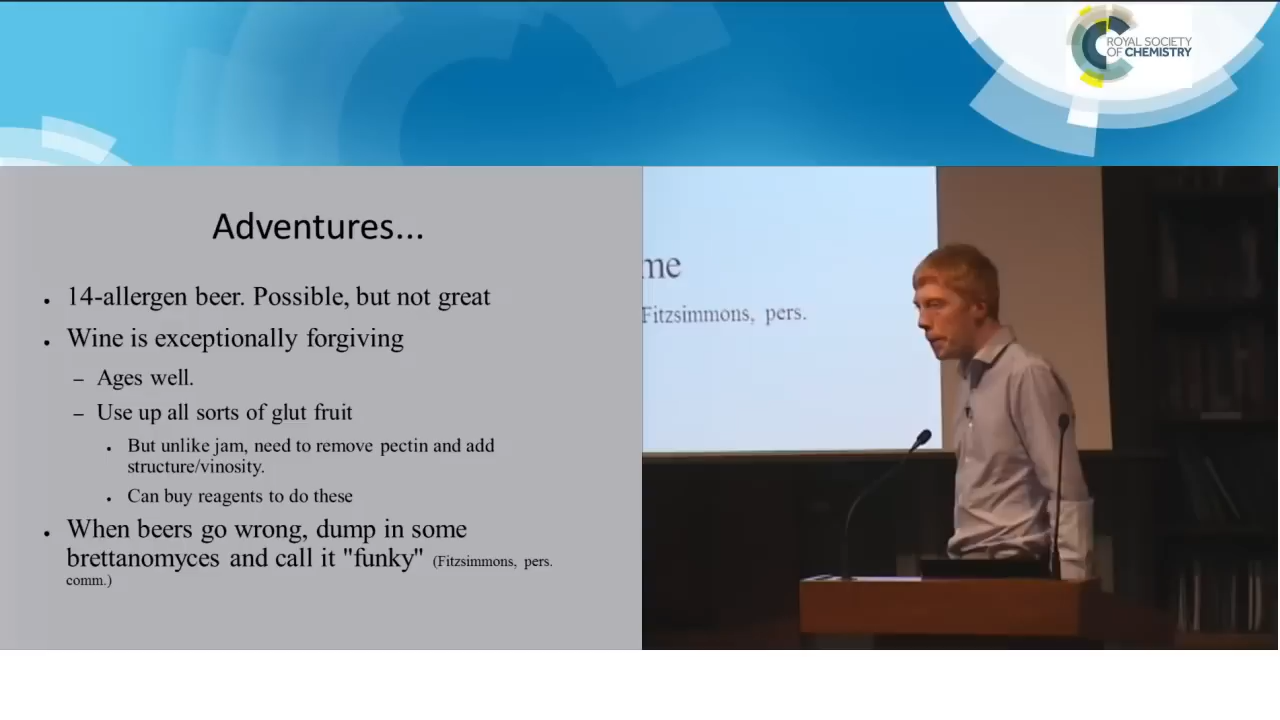 ROYAL SOCIETY
OF CHEMISTRY
Adventures...
14-allergen beer. Possible, but not great
Wine is exceptionally forgiving
– Ages well.
– Use up all sorts of glut fruit
But unlike jam, need to remove pectin and add
structure/vinosity.
Can buy reagents to do these
When beers go wrong, dump in some
brettanomyces and call it "funky" (Fitzsimmons, pers.
comm.)
me
Fitzsimmons, pers.